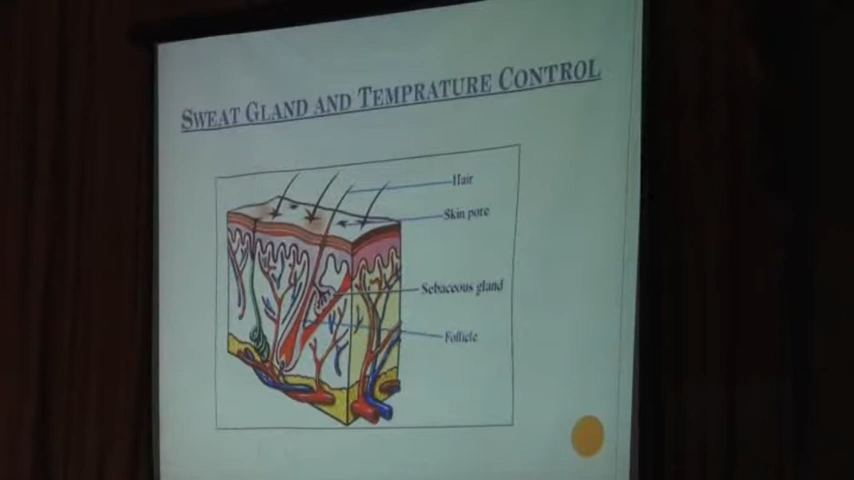 SWEAT GLAND AND TEMPRATURE CONTROL
Hair
Skin pore
Sebaceous gland
Follicle